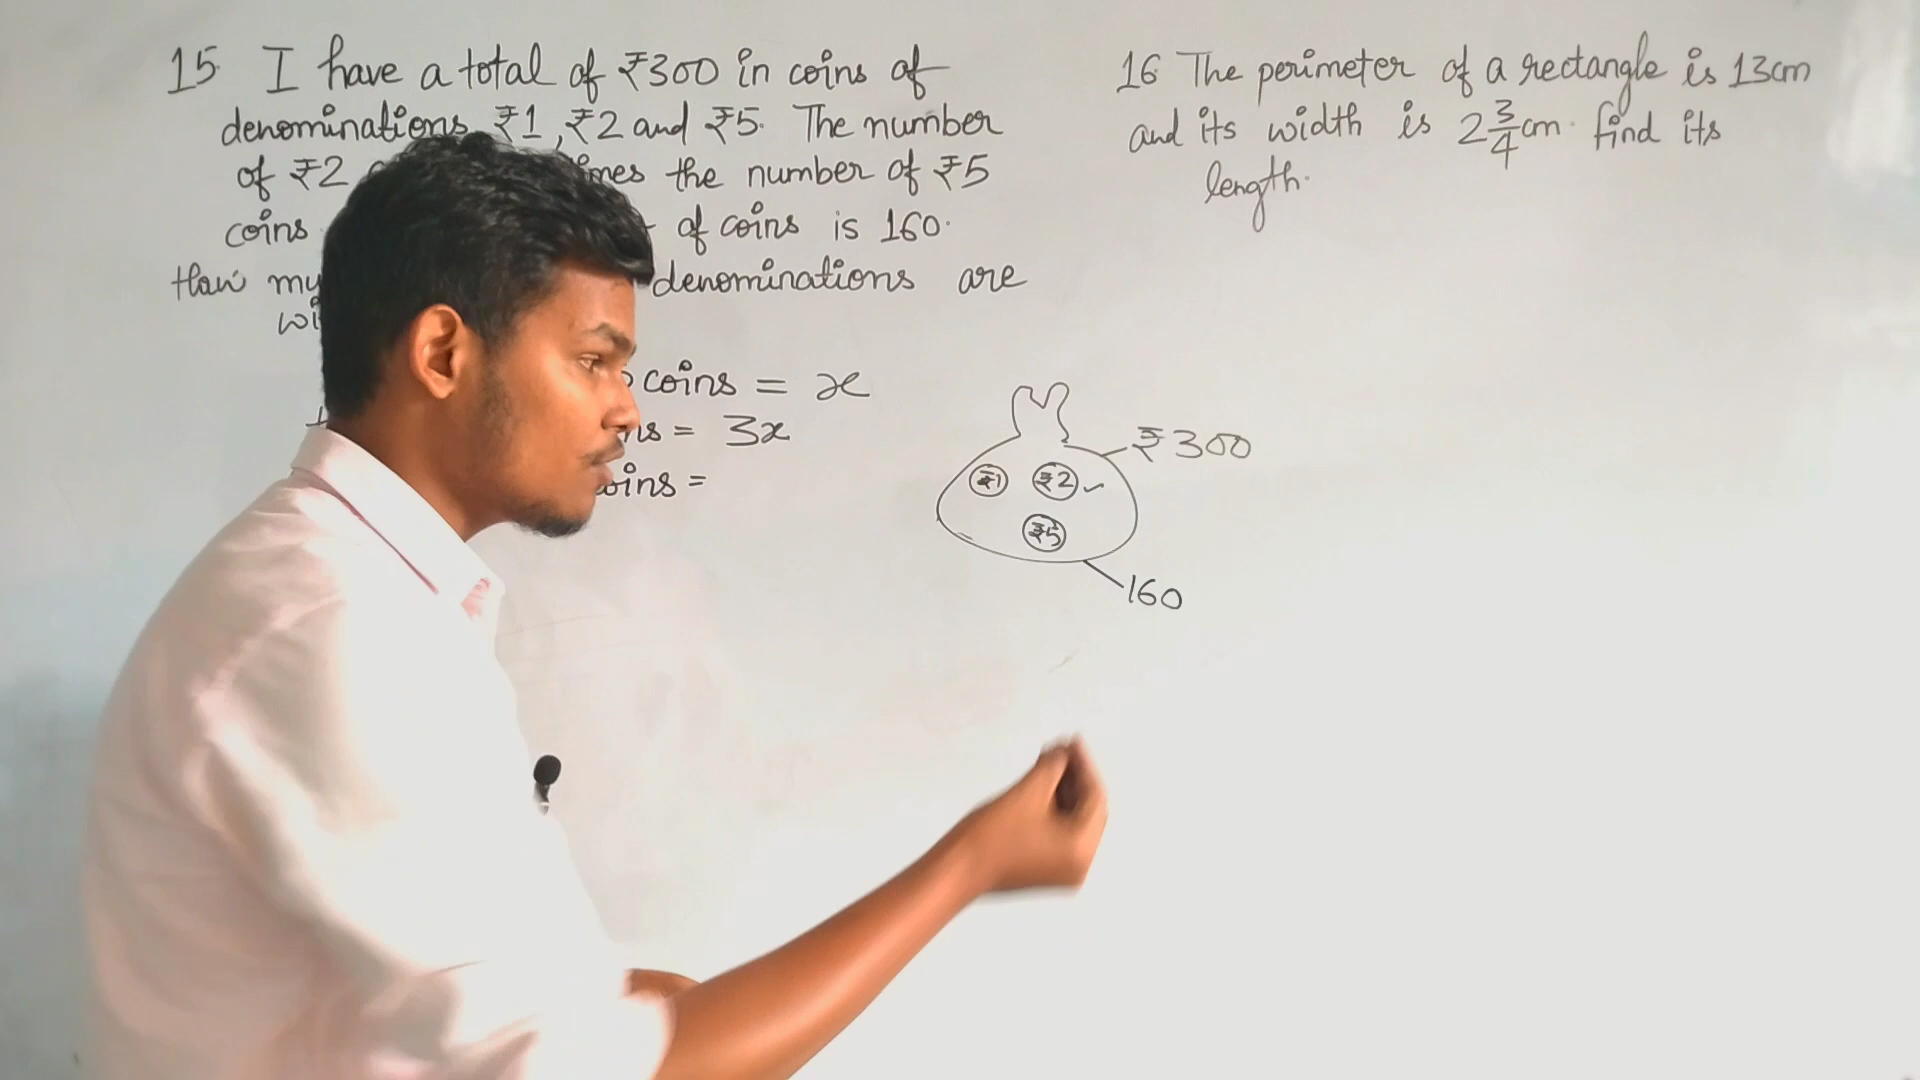 15. I have a total of ₹300 in coins of
denominations ₹1, ₹2 and ₹5. The number
of ₹2 the number of ₹5
coins of coins is 160.
How denominations are
coins = x
= 3x
=
₹300
₹1 ₹2
₹5
160
16 The perimeter of a rectangle is 13cm
and its width is 2 3/4 cm. find its
length.